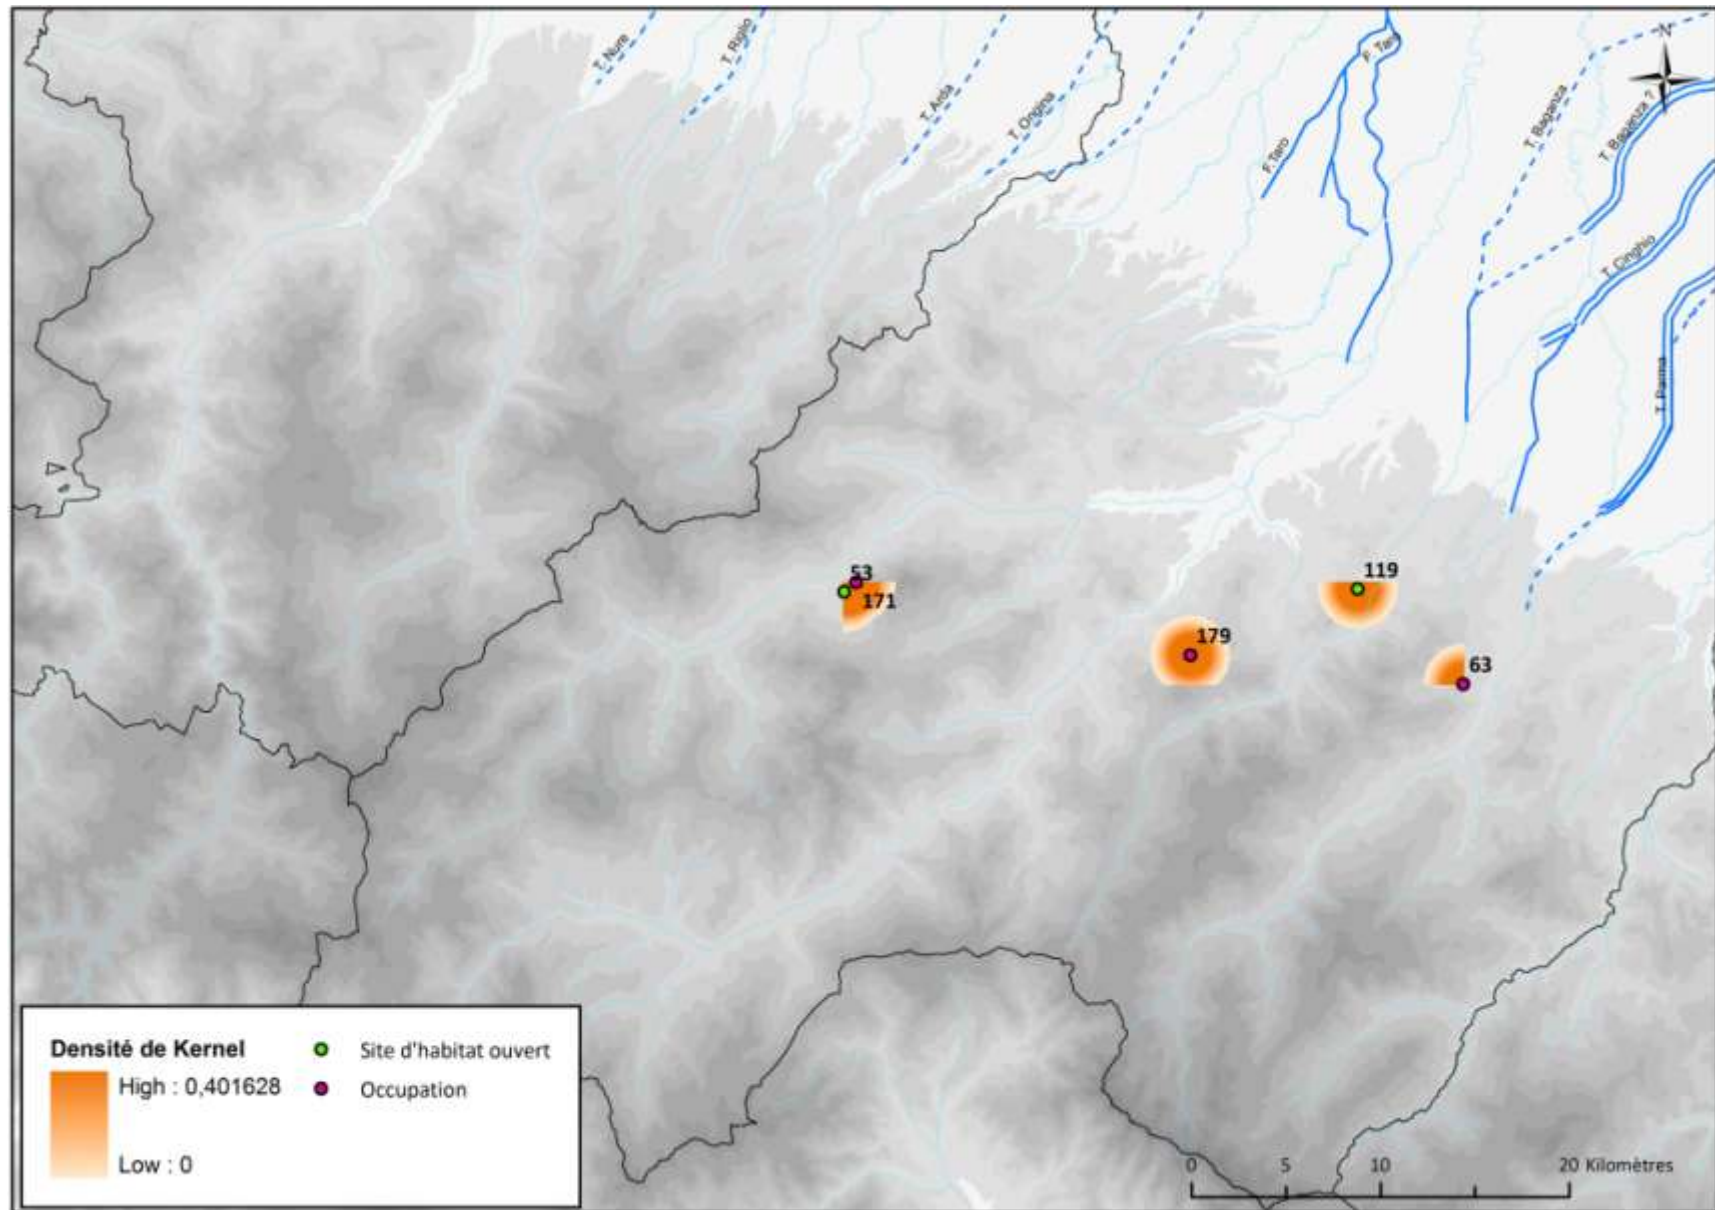 T. Nure
T. Riglio
T. Arda
T. Ongina
F. Taro
F. Taro
T. Baganza
T. Baganza ?
N
T. Cinghio
T. Parma
53
171
179
119
63
Densité de Kernel
High : 0,401628
Low : 0
Site d'habitat ouvert
Occupation
0 5 10 20 Kilomètres